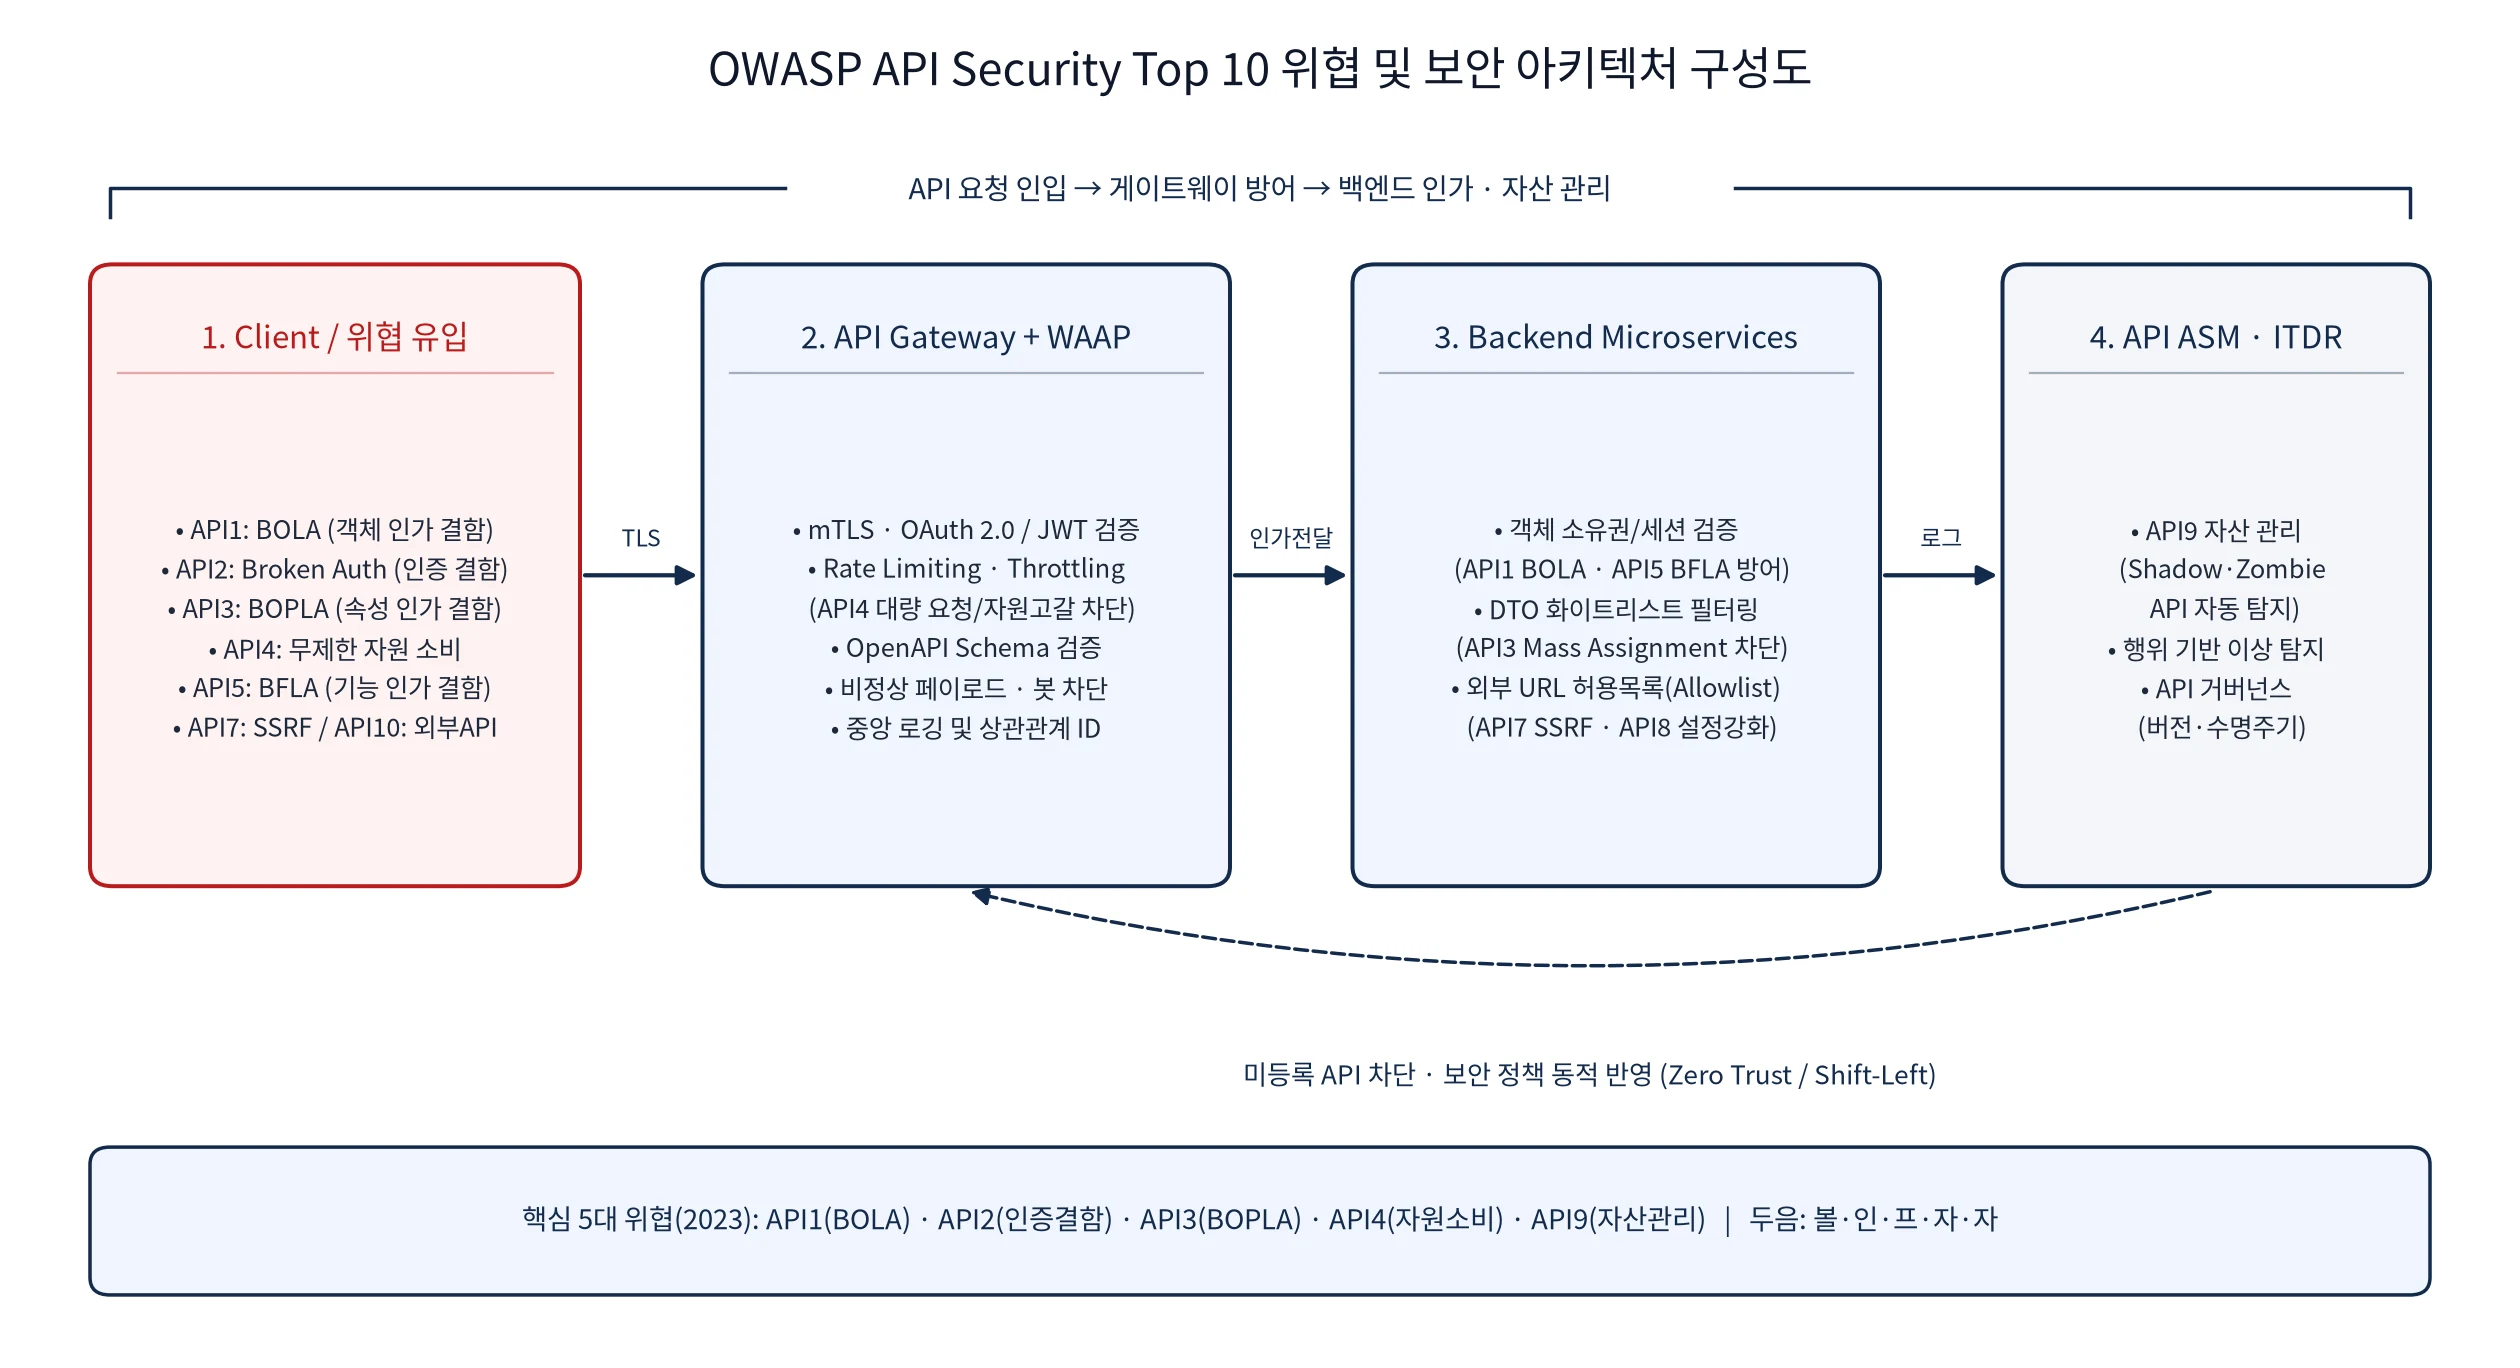 OWASP API Security Top 10 위협 및 보안 아키텍처 구성도
API 요청 인입 → 게이트웨이 방어 → 백엔드 인가 · 자산 관리
1. Client / 위협 유입
• API1: BOLA (객체 인가 결함)
• API2: Broken Auth (인증 결함)
• API3: BOPLA (속성 인가 결함)
• API4: 무제한 자원 소비
• API5: BFLA (기능 인가 결함)
• API7: SSRF / API10: 외부API
TLS
2. API Gateway + WAAP
• mTLS · OAuth 2.0 / JWT 검증
• Rate Limiting · Throttling
(API4 대량 요청/자원고갈 차단)
• OpenAPI Schema 검증
• 비정상 페이로드 · 봇 차단
• 중앙 로깅 및 상관관계 ID
인가전달
3. Backend Microservices
• 객체 소유권/세션 검증
(API1 BOLA · API5 BFLA 방어)
• DTO 화이트리스트 필터링
(API3 Mass Assignment 차단)
• 외부 URL 허용목록(Allowlist)
(API7 SSRF · API8 설정강화)
로그
4. API ASM · ITDR
• API9 자산 관리
(Shadow·Zombie
API 자동 탐지)
• 행위 기반 이상 탐지
• API 거버넌스
(버전·수명주기)
미등록 API 차단 · 보안 정책 동적 반영 (Zero Trust / Shift-Left)
핵심 5대 위협(2023): API1(BOLA) · API2(인증결함) · API3(BOPLA) · API4(자원소비) · API9(자산관리) | 두음: 볼·인·프·자·자